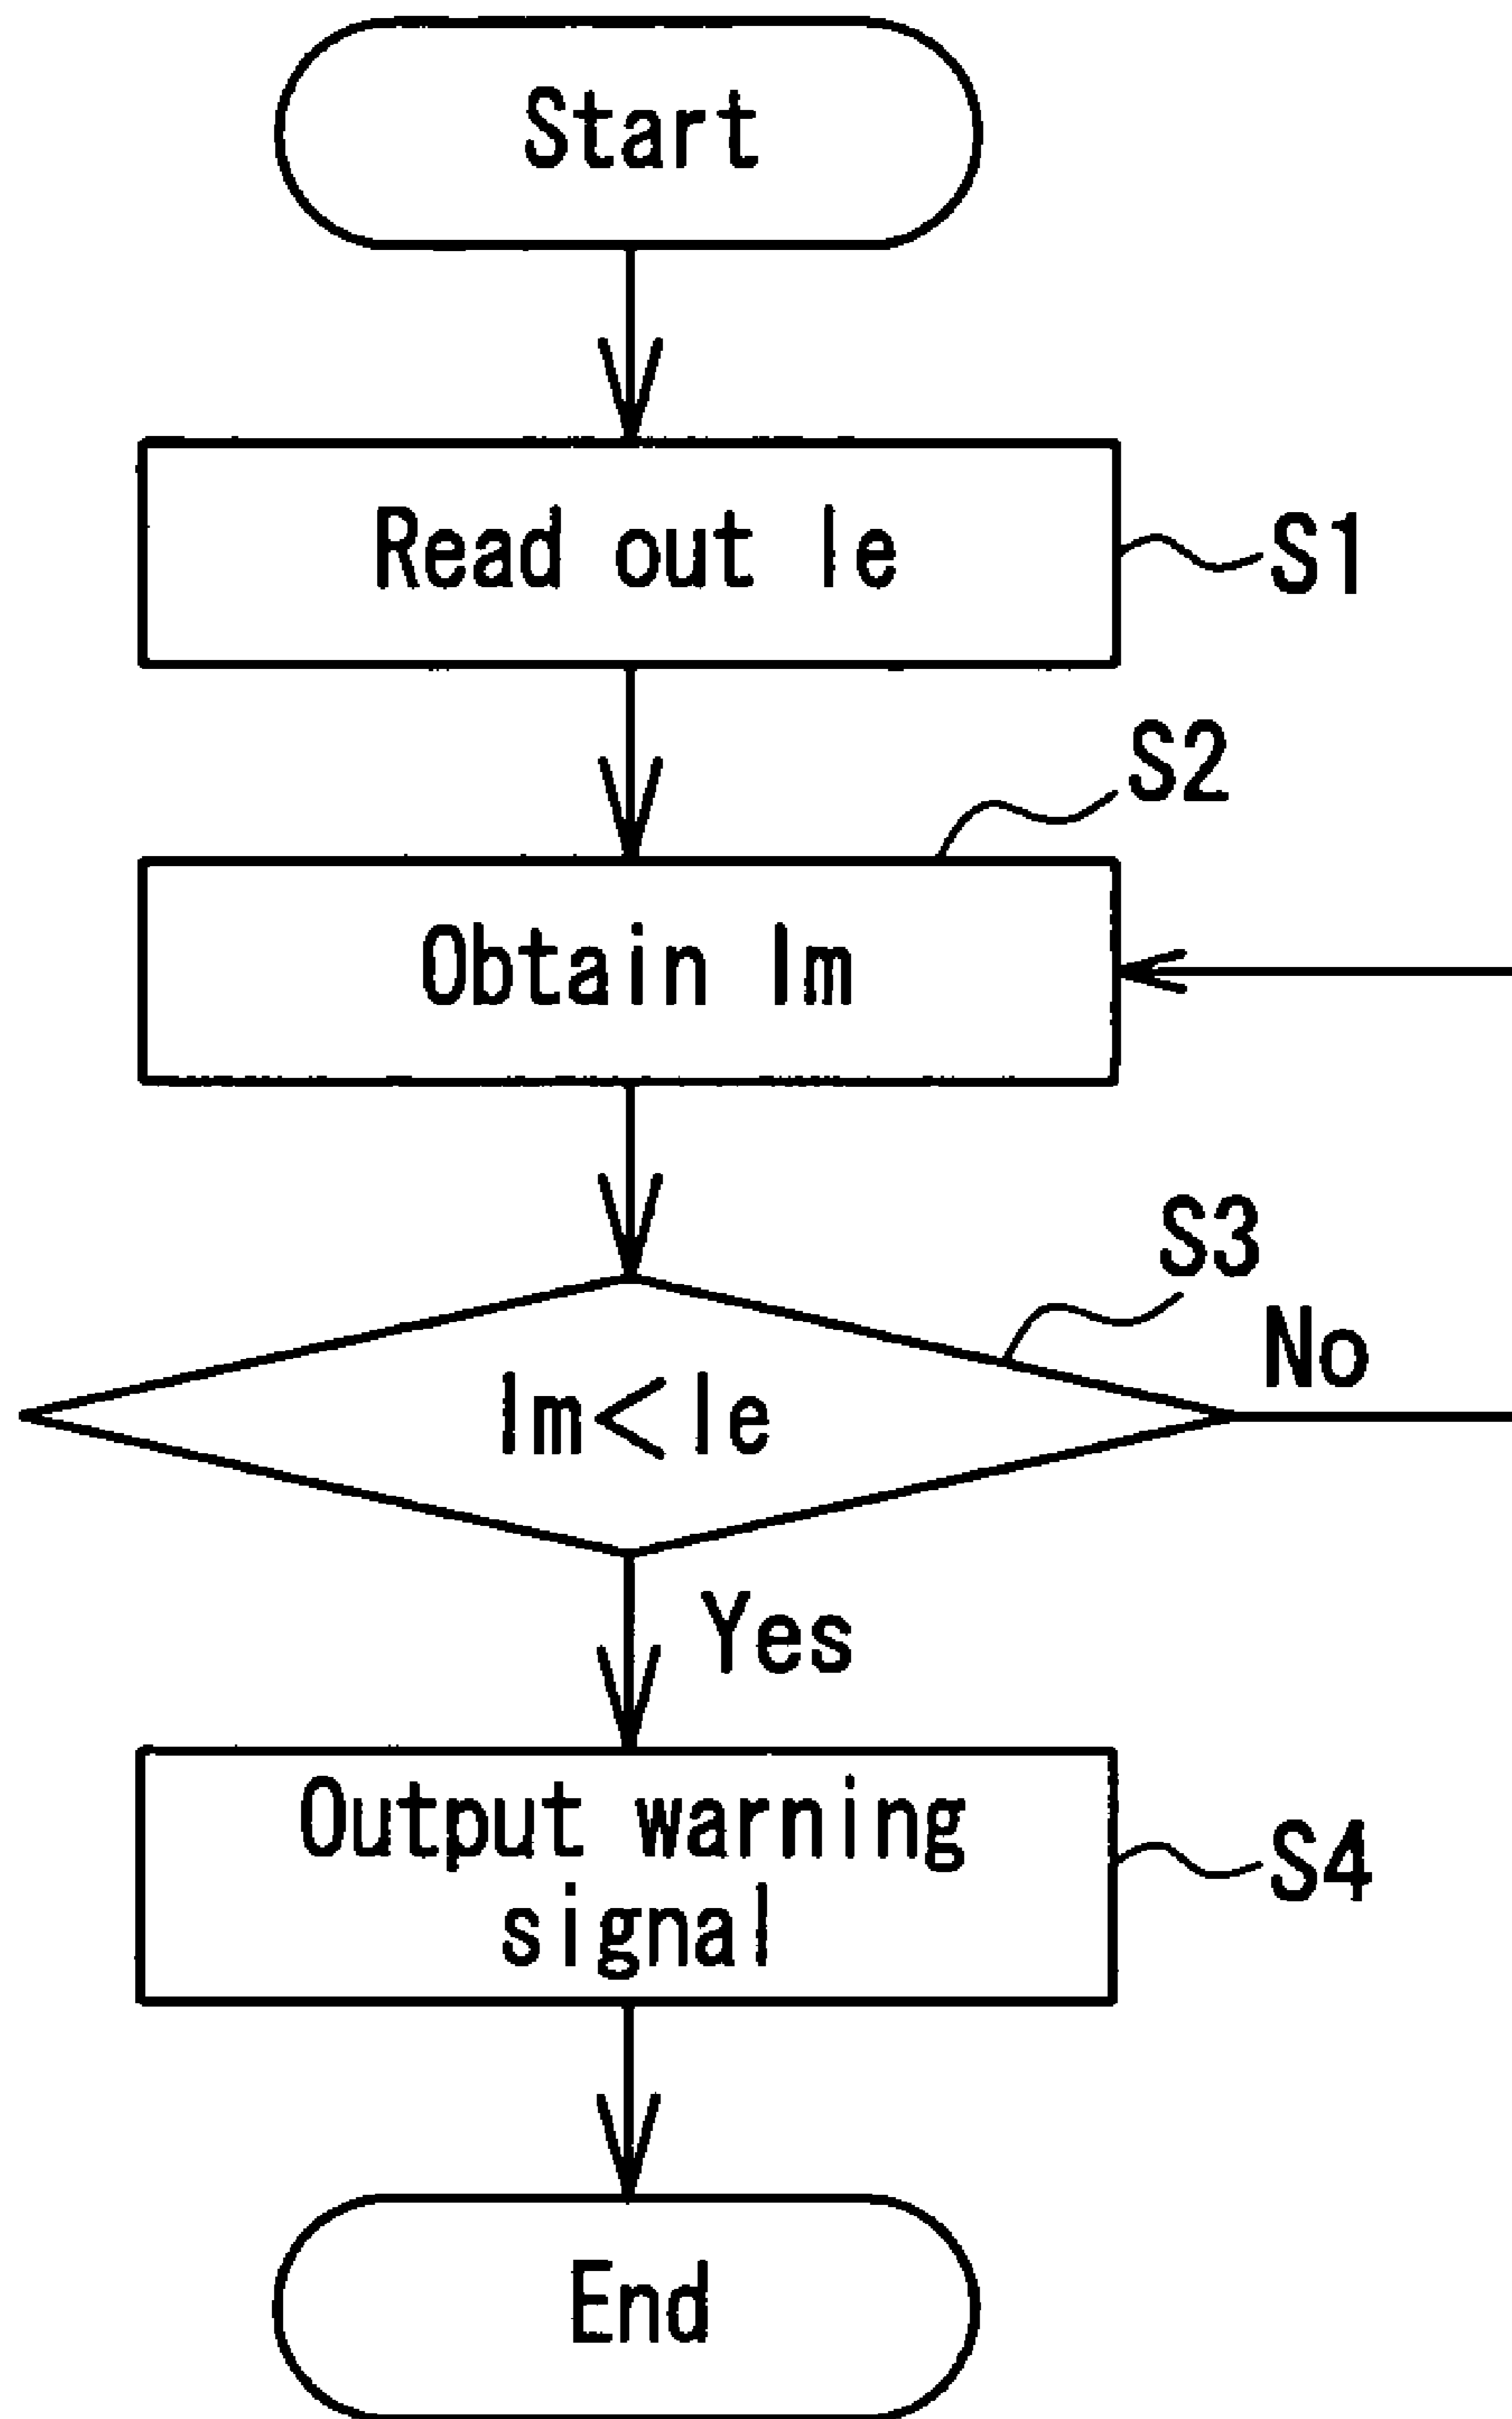 Start
Read out Ie
S1
S2
Obtain Im
S3
Im<Ie
No
Yes
Output warning
signal
S4
End